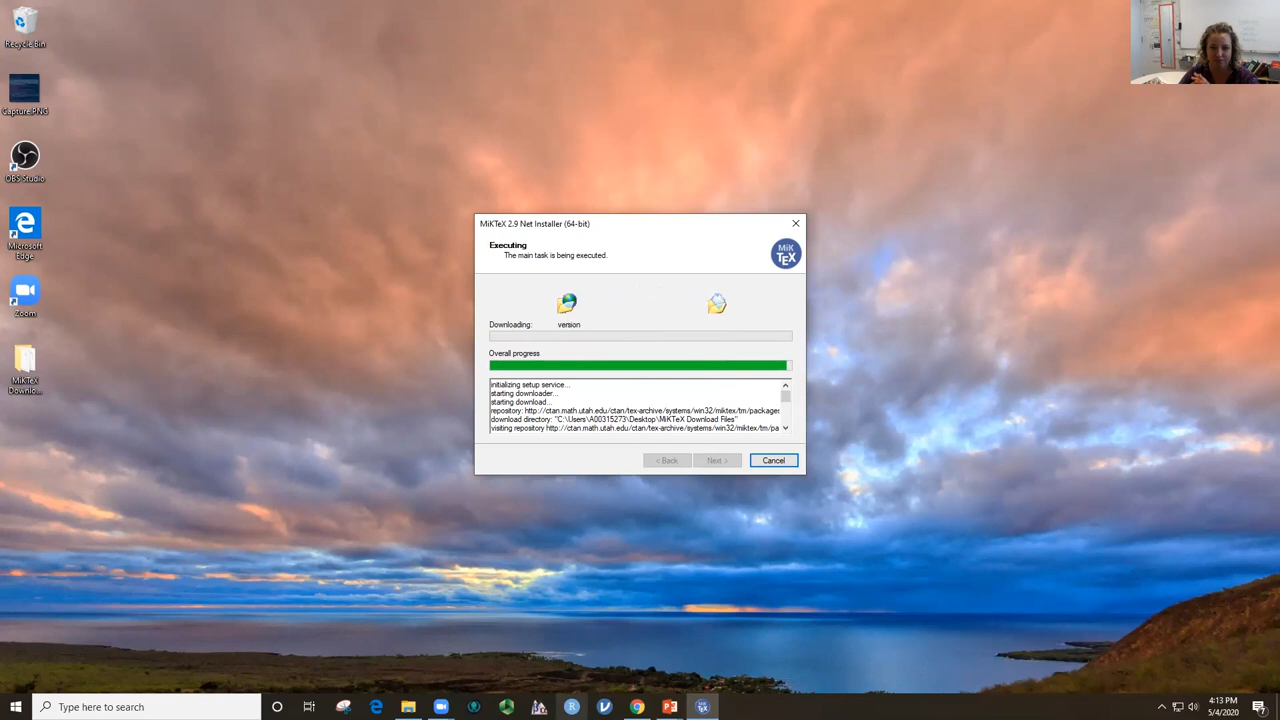 Recycle Bin
Capture.PNG
OBS Studio
Microsoft
Edge
Zoom
MiKTeX
Downlo...
MiKTeX 2.9 Net Installer (64-bit)
Executing
The main task is being executed.
MiK
TEX
Downloading: version
Overall progress
initializing setup service...
starting downloader...
starting download...
repository: http://ctan.math.utah.edu/ctan/tex-archive/systems/win32/miktex/tm/packages
download directory: "C:\Users\A00315273\Desktop\MiKTeX Download Files"
visiting repository http://ctan.math.utah.edu/ctan/tex-archive/systems/win32/miktex/tm/pa
< Back
Next >
Cancel
Type here to search
4:13 PM
5/4/2020